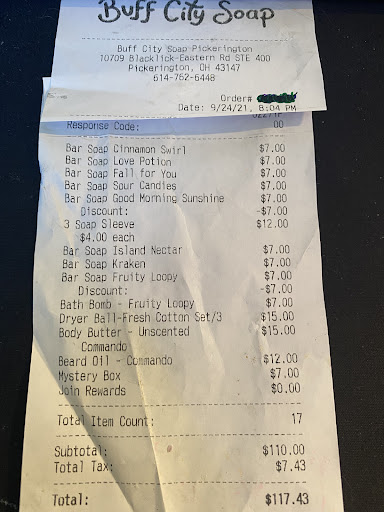 Buff City Soap
Buff City Soap Pickerington
10709 Blacklick-Eastern Rd STE 400
Pickerington, OH 43147
614-762-6448
Order#
Date: 9/24/21, 8:04 PM
Response Code: 00
Bar Soap Cinnamon Swirl $7.00
Bar Soap Love Potion $7.00
Bar Soap Fall for You $7.00
Bar Soap Sour Candies $7.00
Bar Soap Good Morning Sunshine $7.00
Discount: -$7.00
3 Soap Sleeve $12.00
$4.00 each
Bar Soap Island Nectar $7.00
Bar Soap Kraken $7.00
Bar Soap Fruity Loopy $7.00
Discount: -$7.00
Bath Bomb - Fruity Loopy $7.00
Dryer Ball-Fresh Cotton Set/3 $15.00
Body Butter - Unscented $15.00
Commando
Beard Oil - Commando $12.00
Mystery Box $7.00
Join Rewards $0.00
Total Item Count: 17
Subtotal: $110.00
Total Tax: $7.43
Total: $117.43